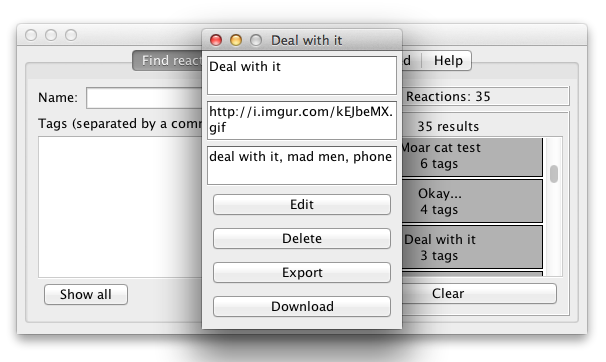 Deal with it
Find react
d
Help
Deal with it
http://i.imgur.com/kEJbeMX.
gif
deal with it, mad men, phone
Edit
Delete
Export
Download
Name:
Tags (separated by a comm
Show all
Reactions: 35
35 results
Moar cat test
6 tags
Okay...
4 tags
Deal with it
3 tags
Clear